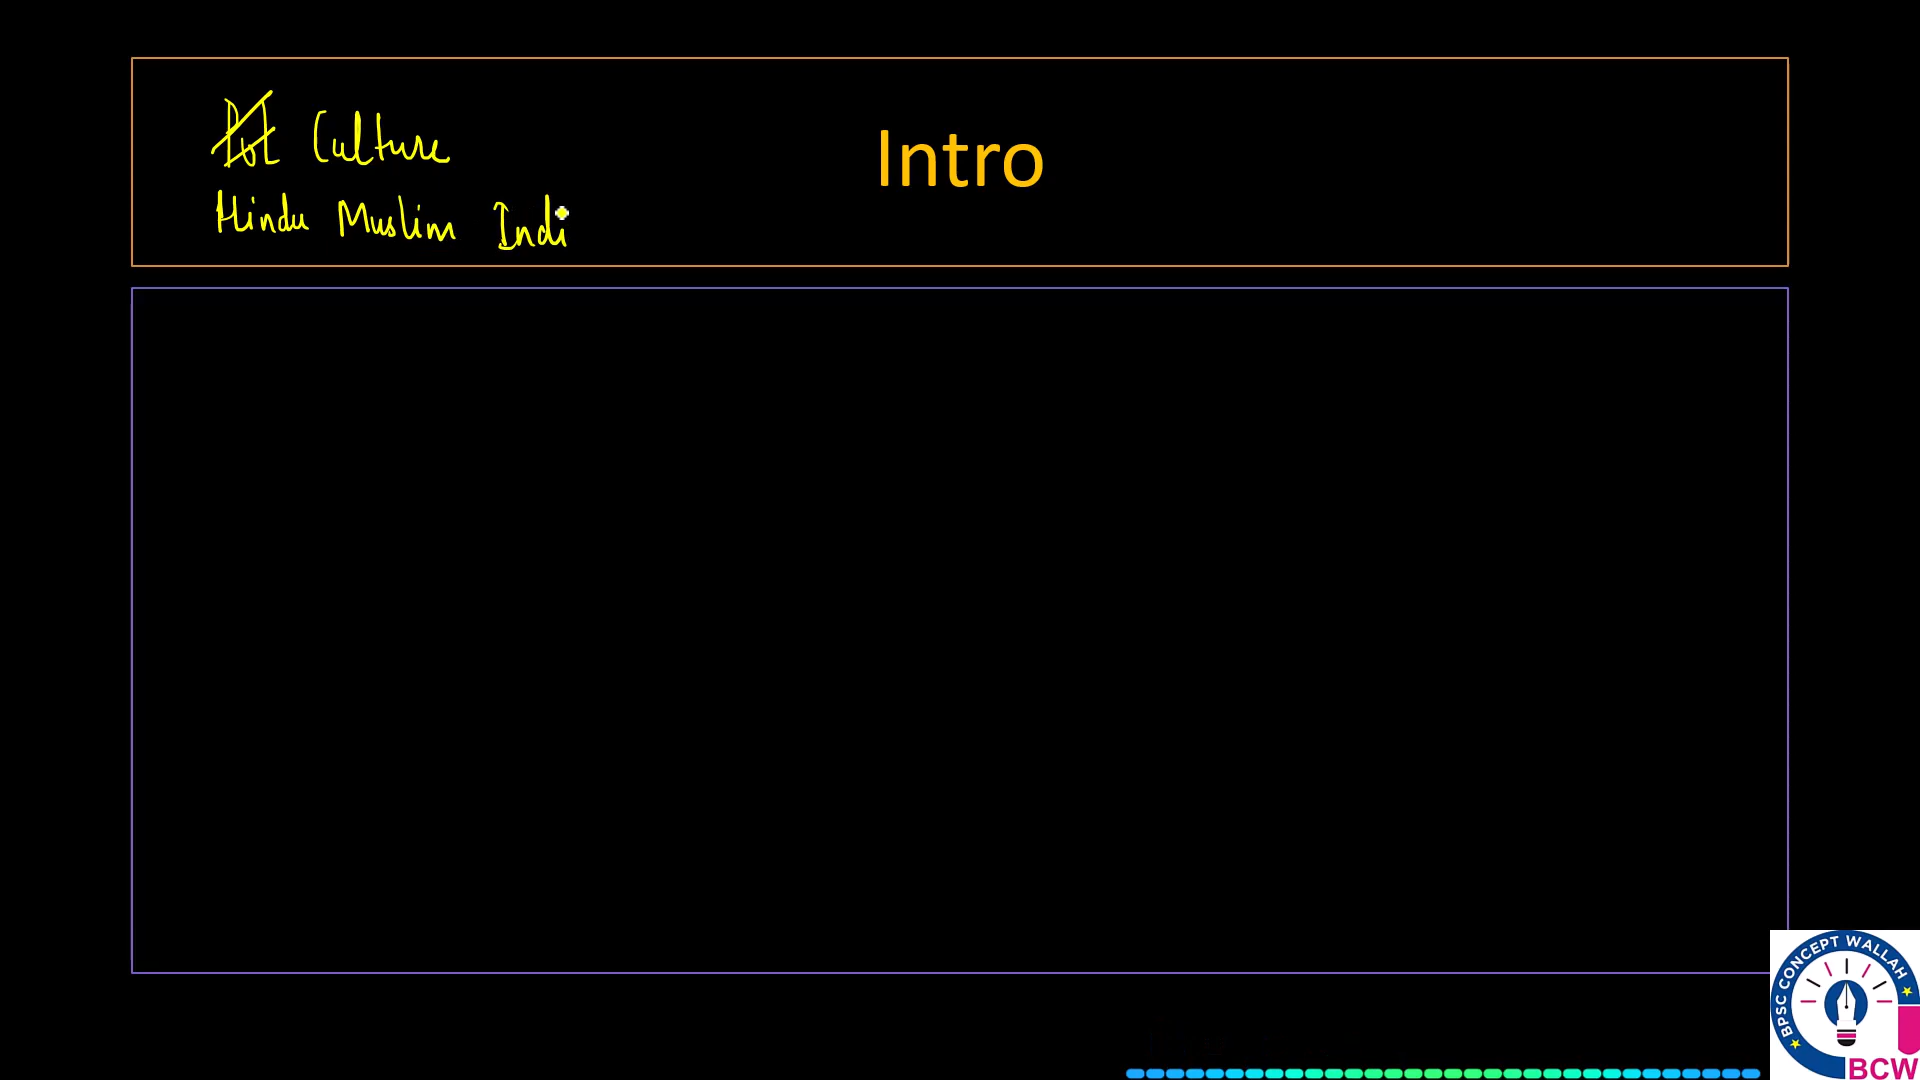 Culture
Intro
Hindu Muslim Indi
BPSC CONCEPT WALLAH
BCW